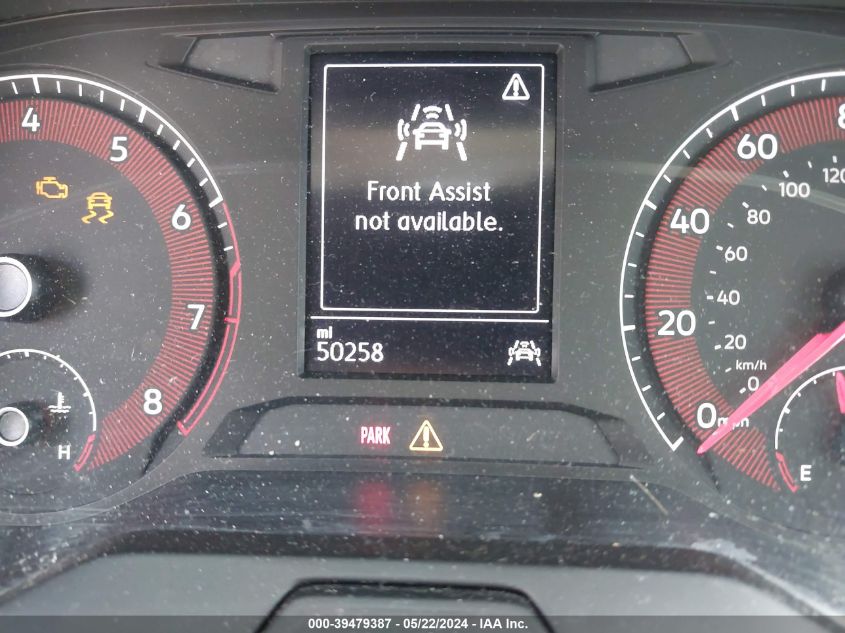 4
5
6
7
8
H
Front Assist
not available.
mi
50258
PARK
8
60
40
20
0 mph
120
100
80
60
40
20
km/h
0
E
000-39479387 - 05/22/2024 - IAA Inc.